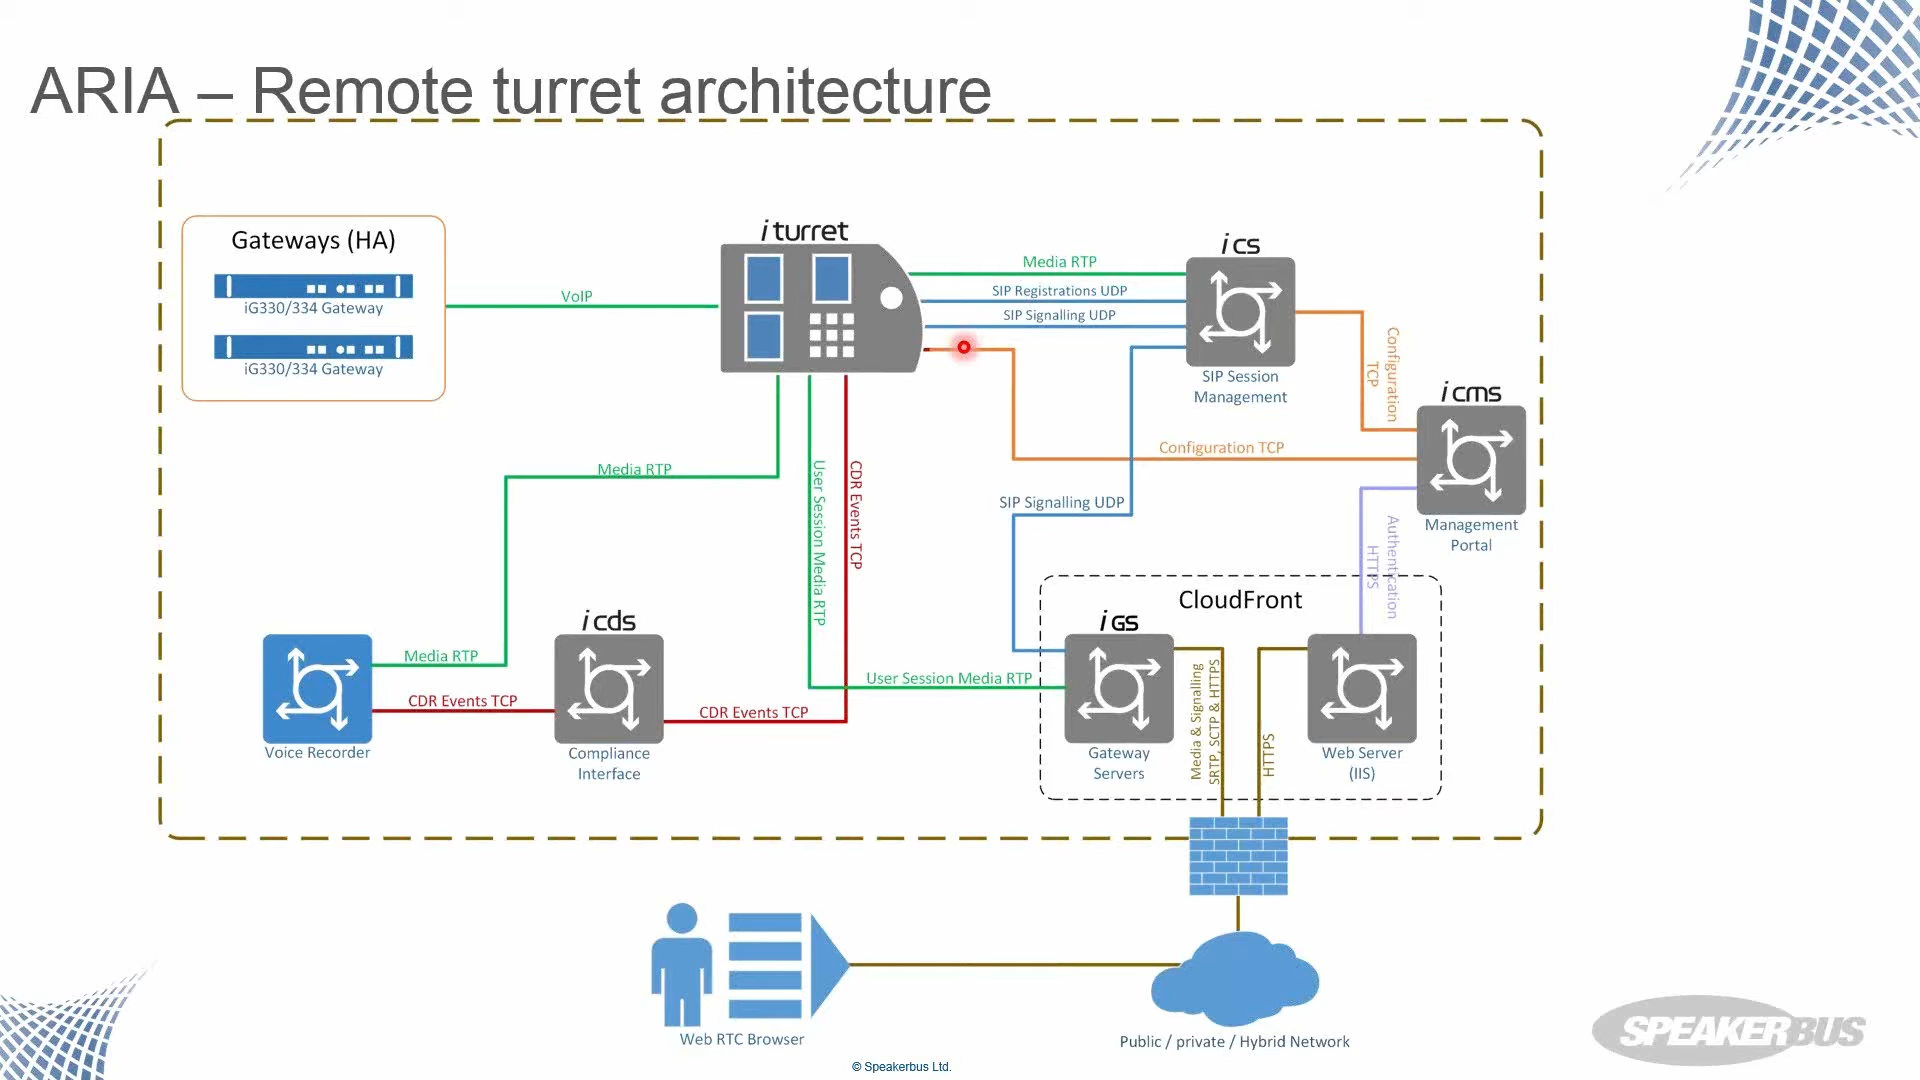 ARIA – Remote turret architecture
Gateways (HA)
iG330/334 Gateway
iG330/334 Gateway
VoIP
i turret
Media RTP
SIP Registrations UDP
SIP Signalling UDP
i cs
SIP Session
Management
Configuration
TCP
i cms
Management
Portal
Configuration TCP
SIP Signalling UDP
Authentication
HTTPS
Media RTP
User Session Media RTP
CDR Events TCP
CloudFront
i cds
Compliance
Interface
Media RTP
CDR Events TCP
Voice Recorder
CDR Events TCP
User Session Media RTP
i GS
Gateway
Servers
Media & Signalling
SRTP, SCTP & HTTPS
HTTPS
Web Server
(IIS)
Web RTC Browser
Public / private / Hybrid Network
© Speakerbus Ltd.
SPEAKERBUS